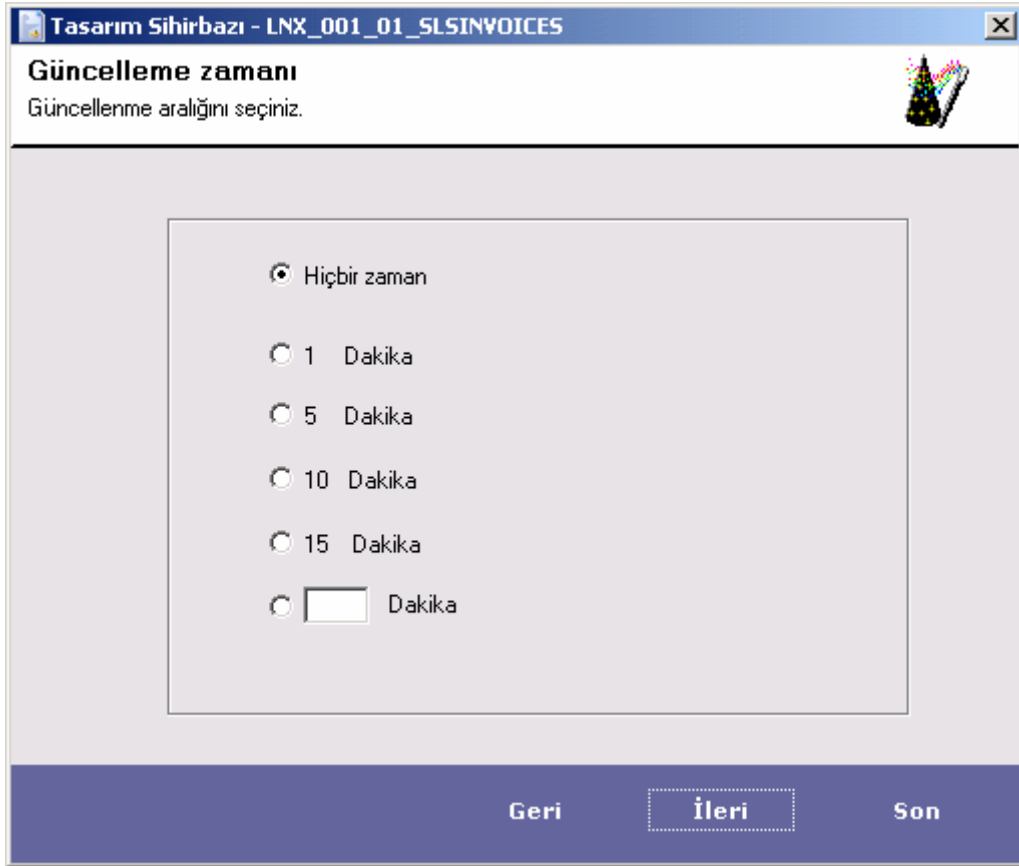 Tasarım Sihirbazı - LNX_001_01_SLSINVOICES
Güncelleme zamanı
Güncellenme aralığını seçiniz.
Hiçbir zaman
1 Dakika
5 Dakika
10 Dakika
15 Dakika
Dakika
Geri İleri Son